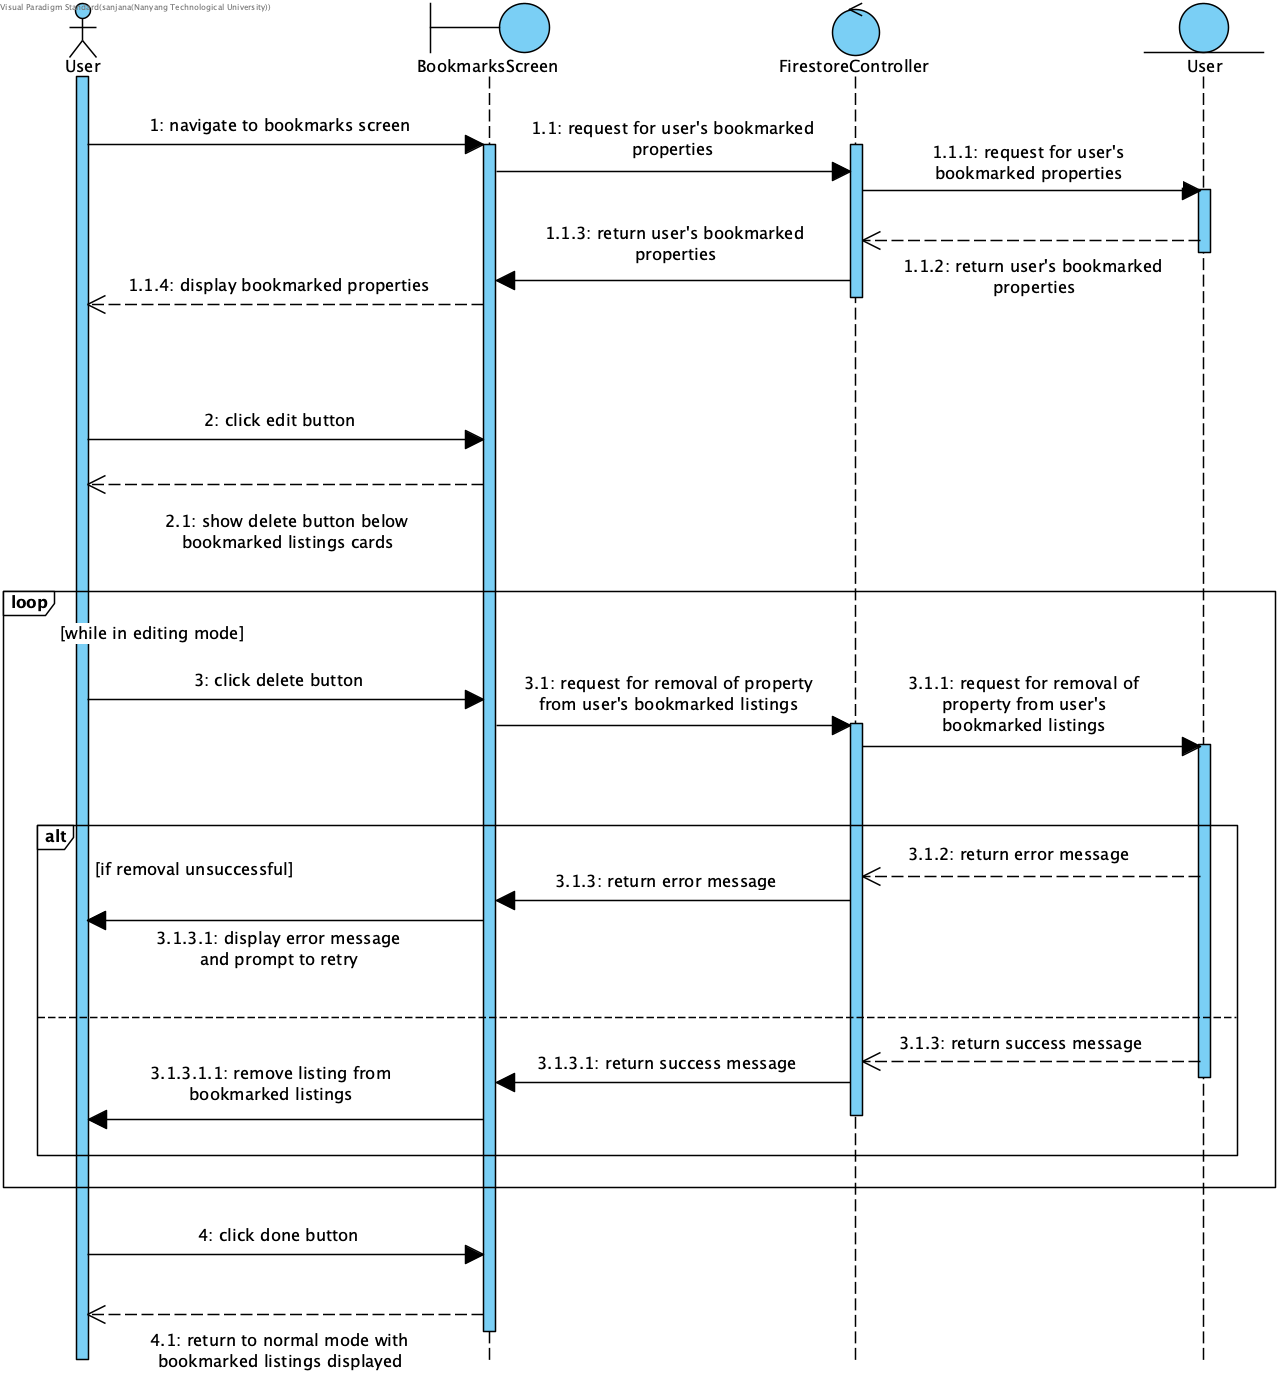 Visual Paradigm Standard(sanjana(Nanyang Technological University))
User
BookmarksScreen
FirestoreController
User
1: navigate to bookmarks screen
1.1: request for user's bookmarked
properties
1.1.1: request for user's
bookmarked properties
1.1.3: return user's bookmarked
properties
1.1.2: return user's bookmarked
properties
1.1.4: display bookmarked properties
2: click edit button
2.1: show delete button below
bookmarked listings cards
loop
[while in editing mode]
3: click delete button
3.1: request for removal of property
from user's bookmarked listings
3.1.1: request for removal of
property from user's
bookmarked listings
alt
[if removal unsuccessful]
3.1.2: return error message
3.1.3: return error message
3.1.3.1: display error message
and prompt to retry
3.1.3: return success message
3.1.3.1: return success message
3.1.3.1.1: remove listing from
bookmarked listings
4: click done button
4.1: return to normal mode with
bookmarked listings displayed